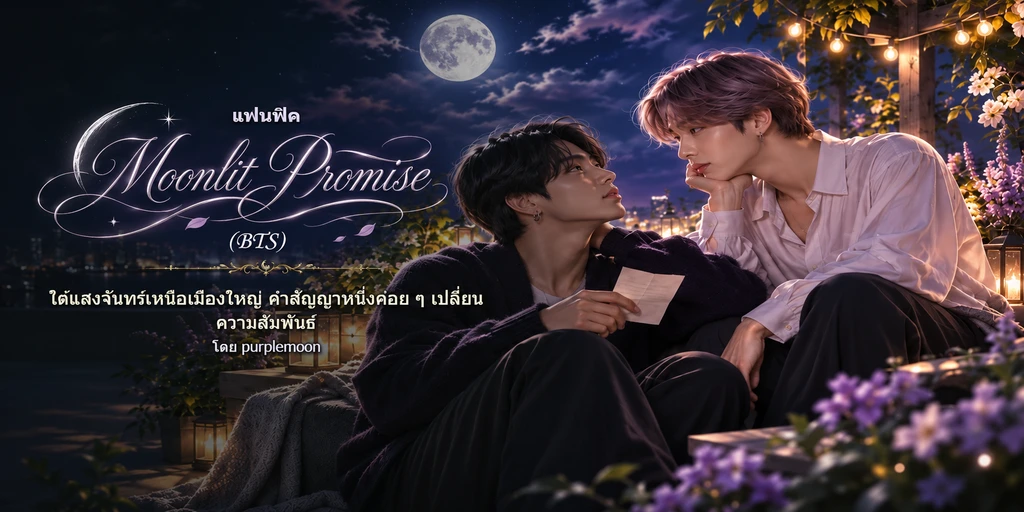 แฟนฟิค
Moonlit Promise
(BTS)
ใต้แสงจันทร์เหนือเมืองใหญ่ คำสัญญาหนึ่งค่อย ๆ เปลี่ยน
ความสัมพันธ์
โดย purplemoon